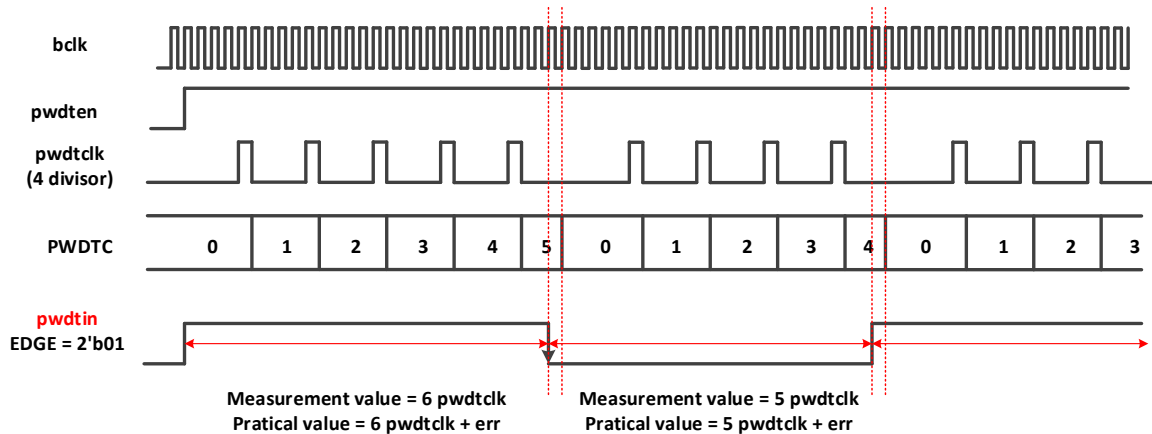 bclk
pwdten
pwdtclk
(4 divisor)
PWDTC 0 1 2 3 4 5 0 1 2 3 4 0 1 2 3
pwdtin
EDGE = 2'b01
Measurement value = 6 pwdtclk Measurement value = 5 pwdtclk
Pratical value = 6 pwdtclk + err Pratical value = 5 pwdtclk + err